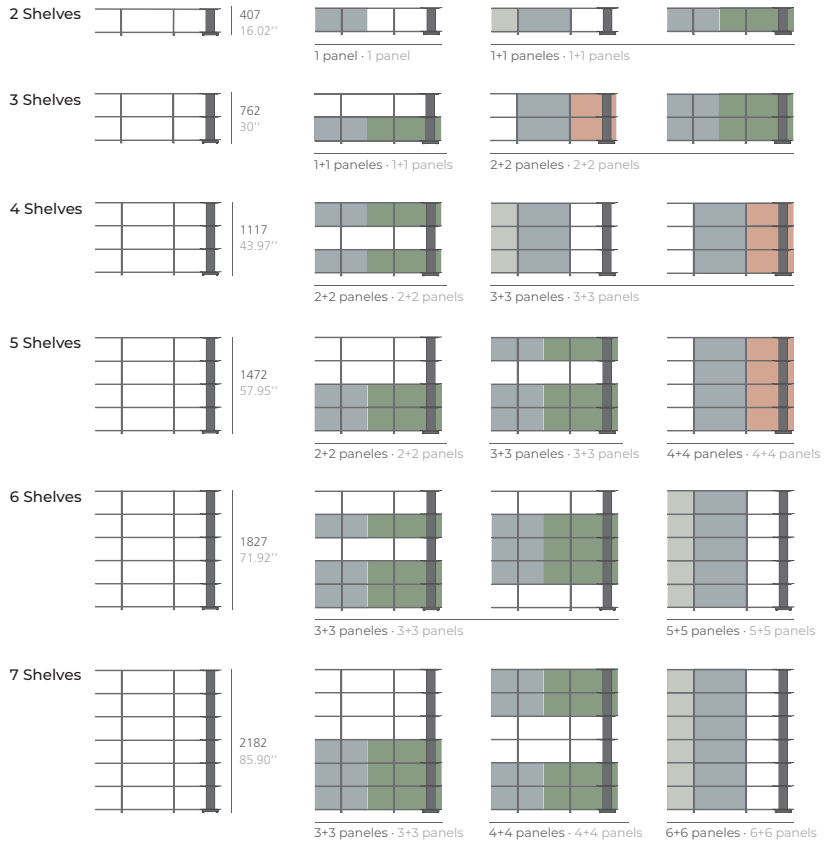 2 Shelves
407
16.02’’
1 panel · 1 panel
1+1 paneles · 1+1 panels
3 Shelves
762
30’’
1+1 paneles · 1+1 panels
2+2 paneles · 2+2 panels
4 Shelves
1117
43.97’’
2+2 paneles · 2+2 panels
3+3 paneles · 3+3 panels
5 Shelves
1472
57.95’’
2+2 paneles · 2+2 panels
3+3 paneles · 3+3 panels
4+4 paneles · 4+4 panels
6 Shelves
1827
71.92’’
3+3 paneles · 3+3 panels
5+5 paneles · 5+5 panels
7 Shelves
2182
85.90’’
3+3 paneles · 3+3 panels
4+4 paneles · 4+4 panels
6+6 paneles · 6+6 panels